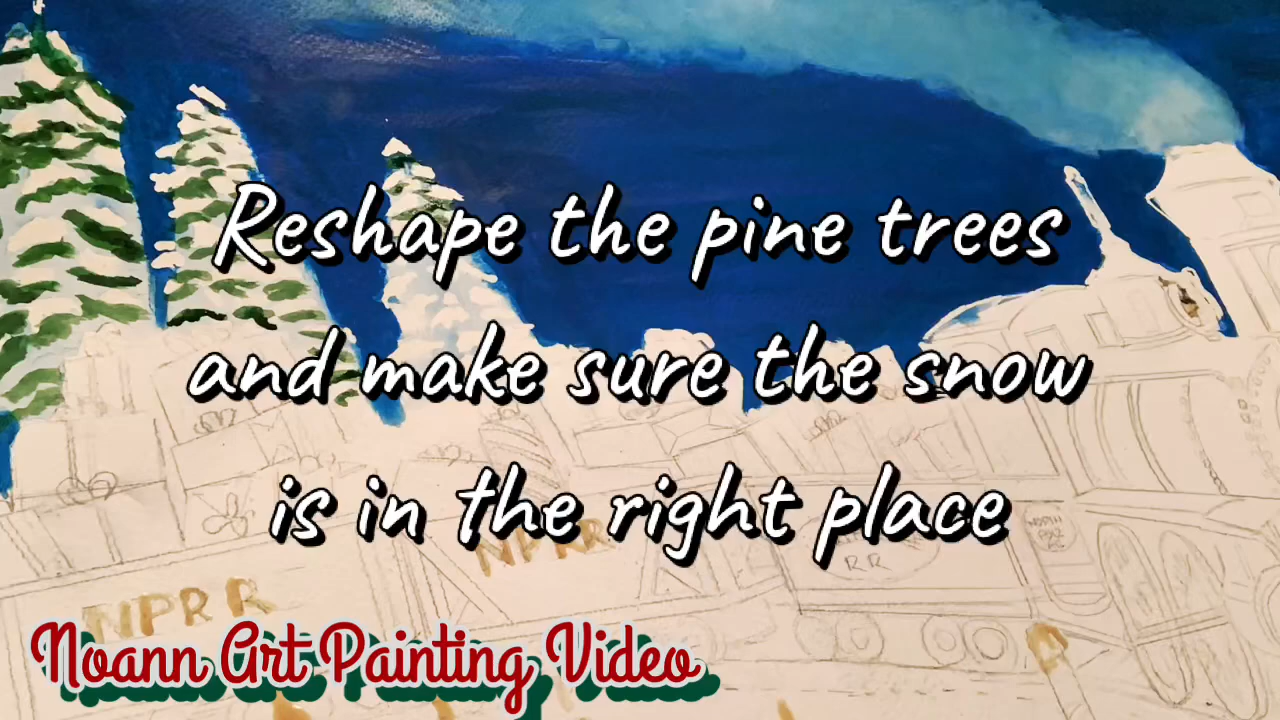 Reshape the pine trees
and make sure the snow
is in the right place
NPRR
NPRR
RR
Noann Art Painting Video